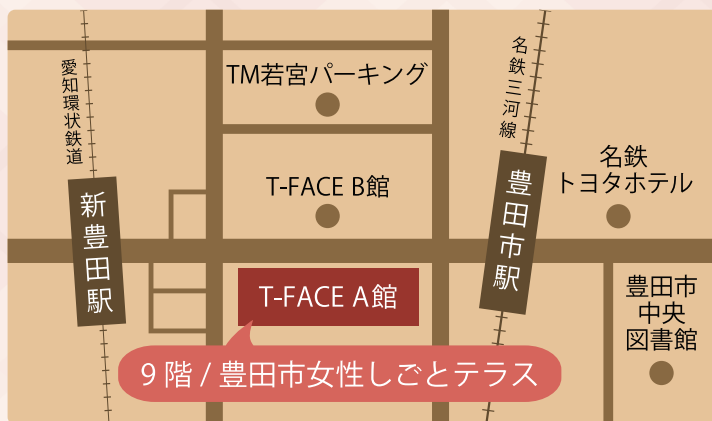 愛知環状鉄道
新豊田駅
TM若宮パーキング
T-FACE B館
T-FACE A館
9階 / 豊田市女性しごとテラス
名鉄三河線
豊田市駅
名鉄
トヨタホテル
豊田市
中央
図書館